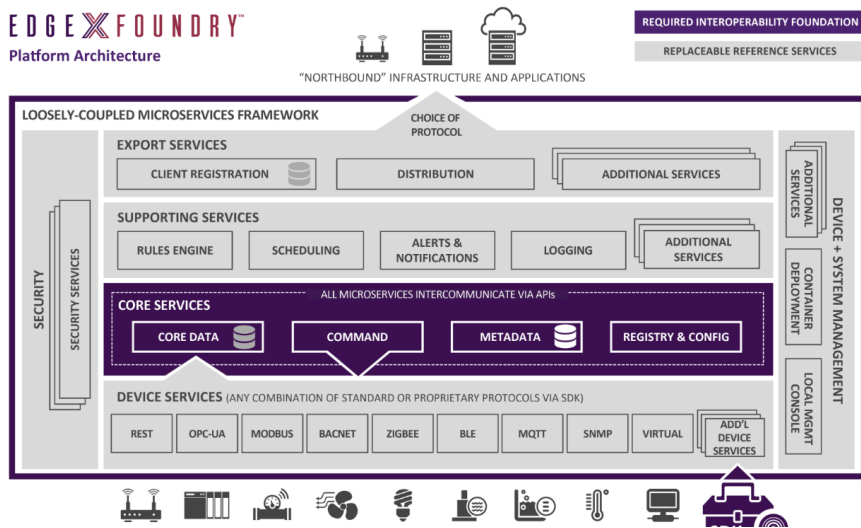 EDGE X FOUNDRY™
Platform Architecture
REQUIRED INTEROPERABILITY FOUNDATION
REPLACEABLE REFERENCE SERVICES
"NORTHBOUND" INFRASTRUCTURE AND APPLICATIONS
LOOSELY-COUPLED MICROSERVICES FRAMEWORK
CHOICE OF
PROTOCOL
EXPORT SERVICES
CLIENT REGISTRATION
DISTRIBUTION
ADDITIONAL SERVICES
SUPPORTING SERVICES
RULES ENGINE
SCHEDULING
ALERTS &
NOTIFICATIONS
LOGGING
ADDITIONAL
SERVICES
ALL MICROSERVICES INTERCOMMUNICATE VIA APIs
CORE SERVICES
CORE DATA
COMMAND
METADATA
REGISTRY & CONFIG
DEVICE SERVICES (ANY COMBINATION OF STANDARD OR PROPRIETARY PROTOCOLS VIA SDK)
REST
OPC-UA
MODBUS
BACNET
ZIGBEE
BLE
MQTT
SNMP
VIRTUAL
ADD'L
DEVICE
SERVICES
SECURITY
SECURITY SERVICES
DEVICE + SYSTEM MANAGEMENT
ADDITIONAL
SERVICES
CONTAINER
DEPLOYMENT
LOCAL MGMT
CONSOLE